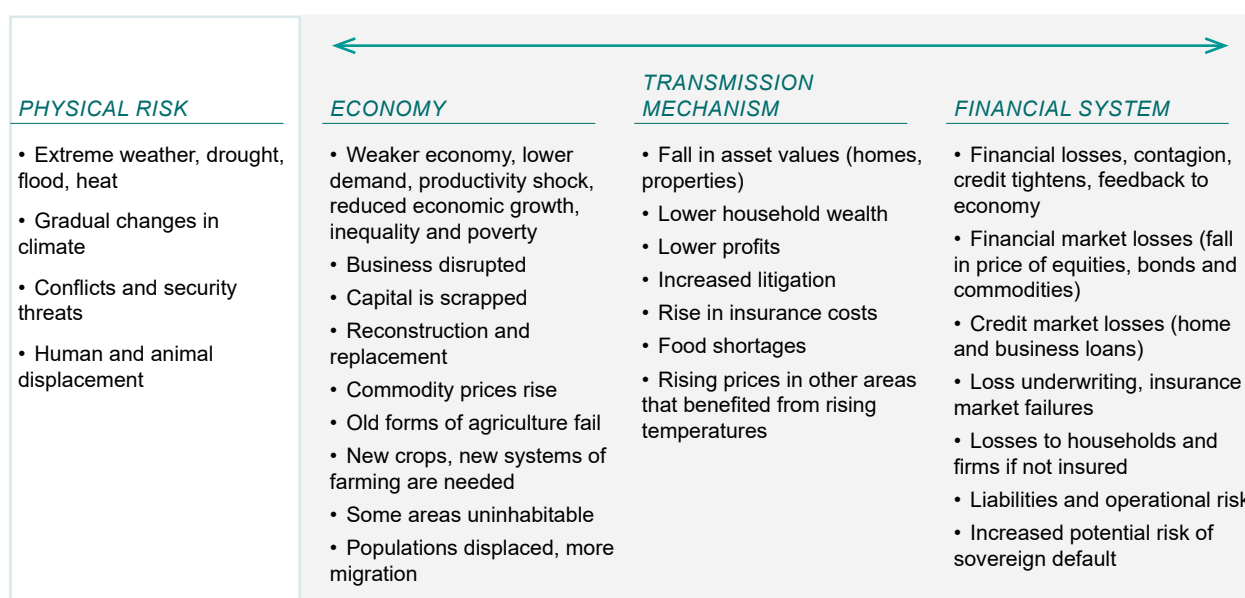 PHYSICAL RISK
• Extreme weather, drought,
flood, heat
• Gradual changes in
climate
• Conflicts and security
threats
• Human and animal
displacement
ECONOMY
• Weaker economy, lower
demand, productivity shock,
reduced economic growth,
inequality and poverty
• Business disrupted
• Capital is scrapped
• Reconstruction and
replacement
• Commodity prices rise
• Old forms of agriculture fail
• New crops, new systems of
farming are needed
• Some areas uninhabitable
• Populations displaced, more
migration
TRANSMISSION
MECHANISM
• Fall in asset values (homes,
properties)
• Lower household wealth
• Lower profits
• Increased litigation
• Rise in insurance costs
• Food shortages
• Rising prices in other areas
that benefited from rising
temperatures
FINANCIAL SYSTEM
• Financial losses, contagion,
credit tightens, feedback to
economy
• Financial market losses (fall
in price of equities, bonds and
commodities)
• Credit market losses (home
and business loans)
• Loss underwriting, insurance
market failures
• Losses to households and
firms if not insured
• Liabilities and operational risk
• Increased potential risk of
sovereign default